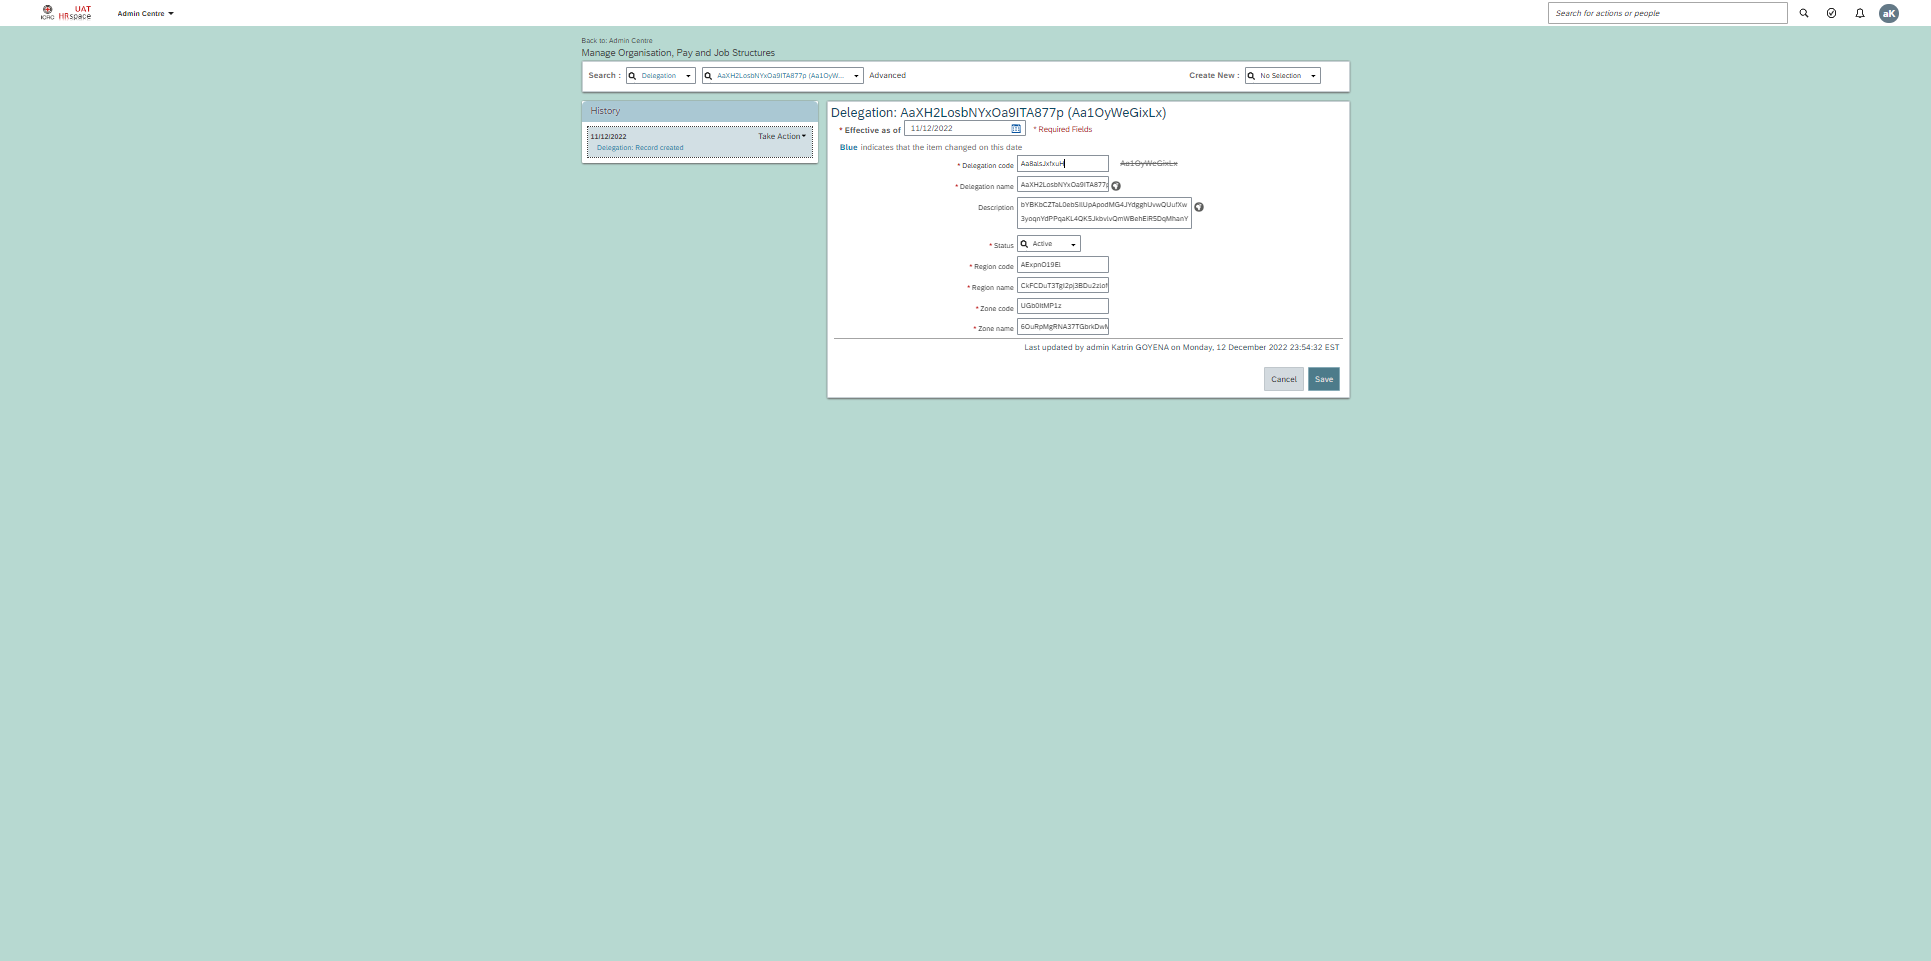 ICRC
UAT
HRspace
Admin Centre
Search for actions or people
aK
Back to: Admin Centre
Manage Organisation, Pay and Job Structures
Search :
Delegation
AaXH2LosbNYxOa9ITA877p (Aa1OyW...
Advanced
Create New :
No Selection
History
11/12/2022
Take Action
Delegation: Record created
Delegation: AaXH2LosbNYxOa9ITA877p (Aa1OyWeGixLx)
* Effective as of
11/12/2022
* Required Fields
Blue indicates that the item changed on this date
* Delegation code
Aa8alsJxfxuH
Aa1OyWeGixLx
* Delegation name
AaXH2LosbNYxOa9ITA877p
Description
* Status
Active
* Region code
AExpnO19El
* Region name
CkFCDuT3TgI2pj3BDu2zlof
* Zone code
UGb0ltMP1z
* Zone name
6OuRpMgRNA37TGbrkDwM
Last updated by admin Katrin GOYENA on Monday, 12 December 2022 23:54:32 EST
Cancel
Save